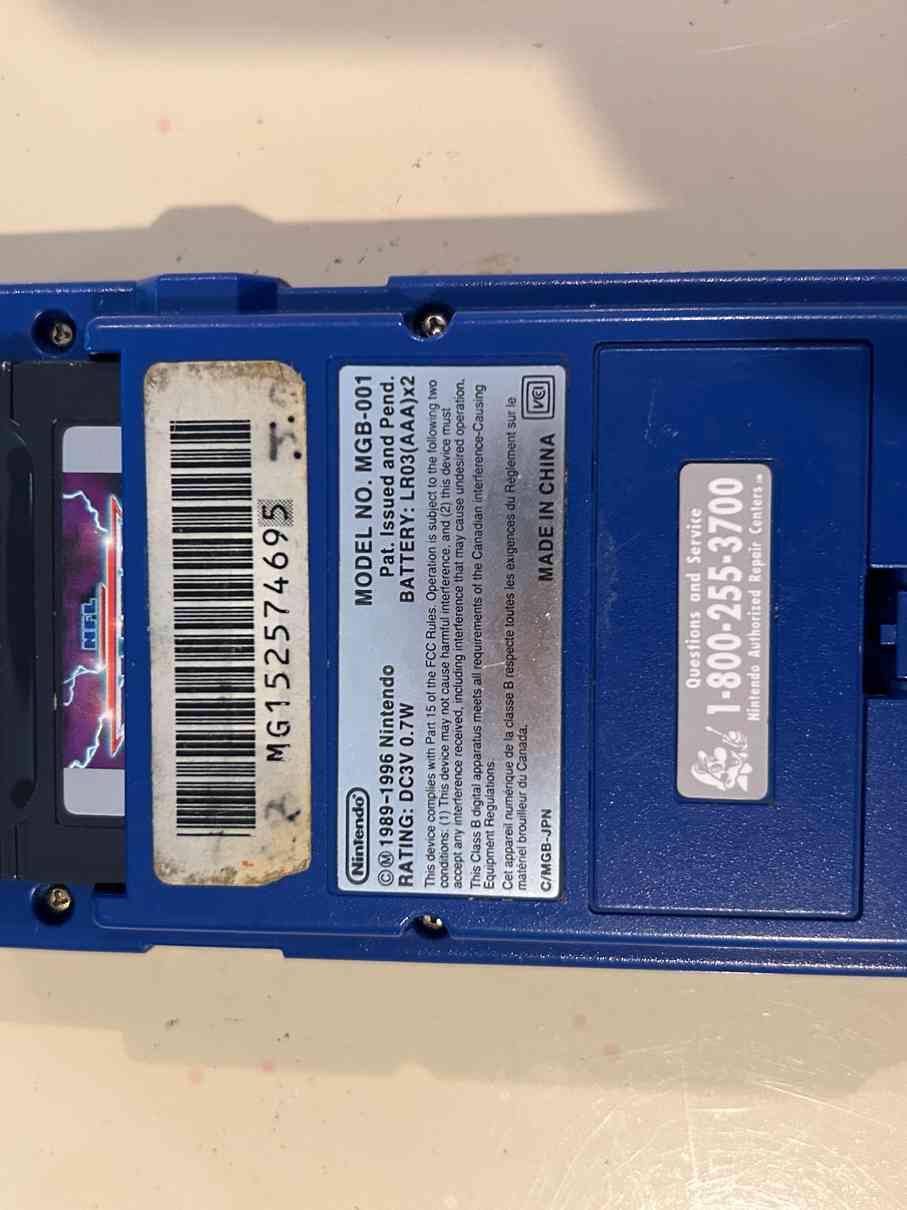 NFL
MG152574695
Nintendo®
©Ⓜ 1989-1996 Nintendo
MODEL NO. MGB-001
Pat. Issued and Pend.
RATING: DC3V 0.7W
BATTERY: LR03(AAA)x2
This device complies with Part 15 of the FCC Rules. Operation is subject to the following two
conditions: (1) This device may not cause harmful interference, and (2) this device must
accept any interference received, including interference that may cause undesired operation.
This Class B digital apparatus meets all requirements of the Canadian interference-Causing
Equipment Regulations.
Cet appareil numérique de la classe B respecte toutes les exigences du Règlement sur le
matériel brouilleur du Canada.
C/MGB-JPN
MADE IN CHINA
VCI
Questions and Service
1-800-255-3700
Nintendo Authorized Repair Centers℠